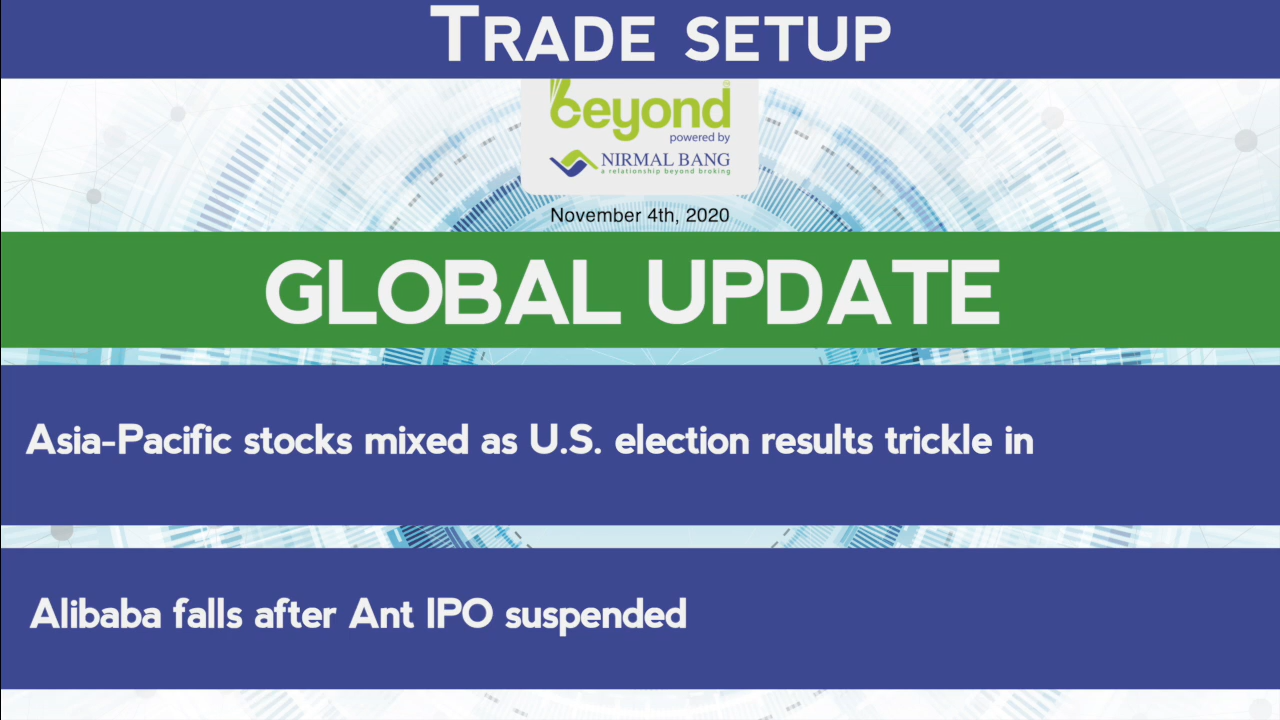 TRADE SETUP
beyond
powered by
NIRMAL BANG
a relationship beyond broking
November 4th, 2020
GLOBAL UPDATE
Asia-Pacific stocks mixed as U.S. election results trickle in
Alibaba falls after Ant IPO suspended